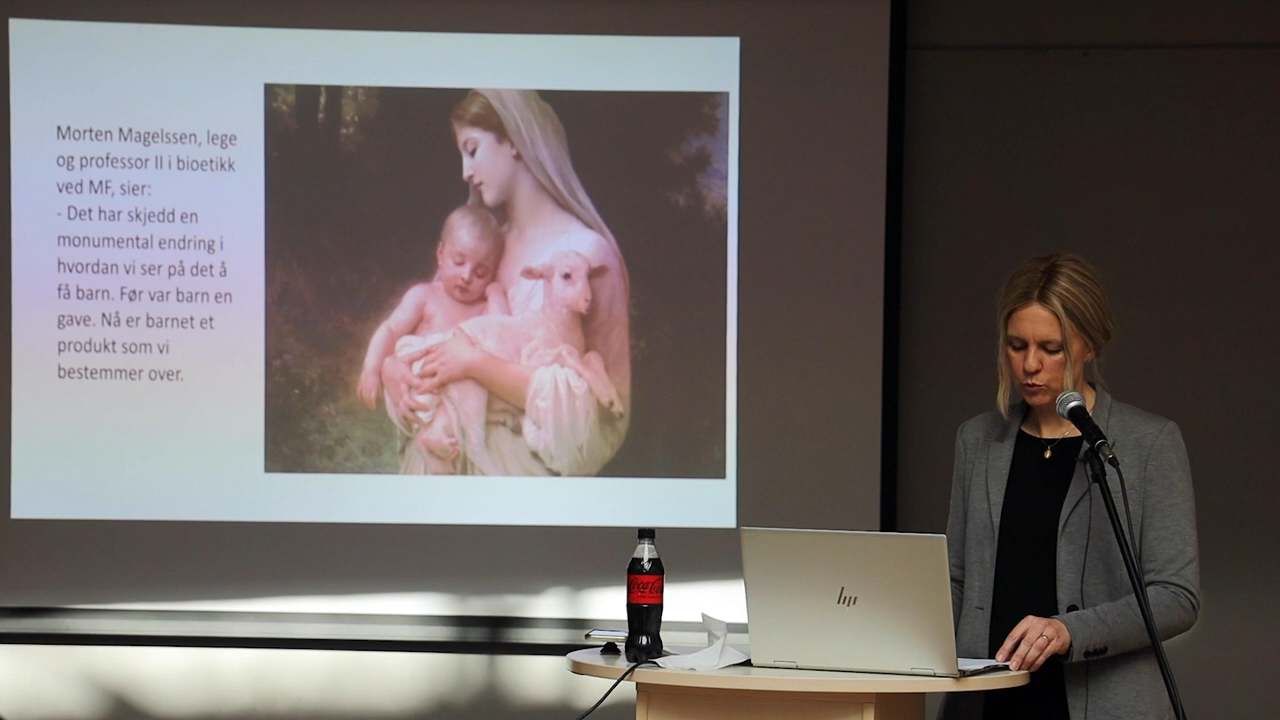 Morten Magelssen, lege
og professor II i bioetikk
ved MF, sier:
- Det har skjedd en
monumental endring i
hvordan vi ser på det å
få barn. Før var barn en
gave. Nå er barnet et
produkt som vi
bestemmer over.
Coca-Cola
hp